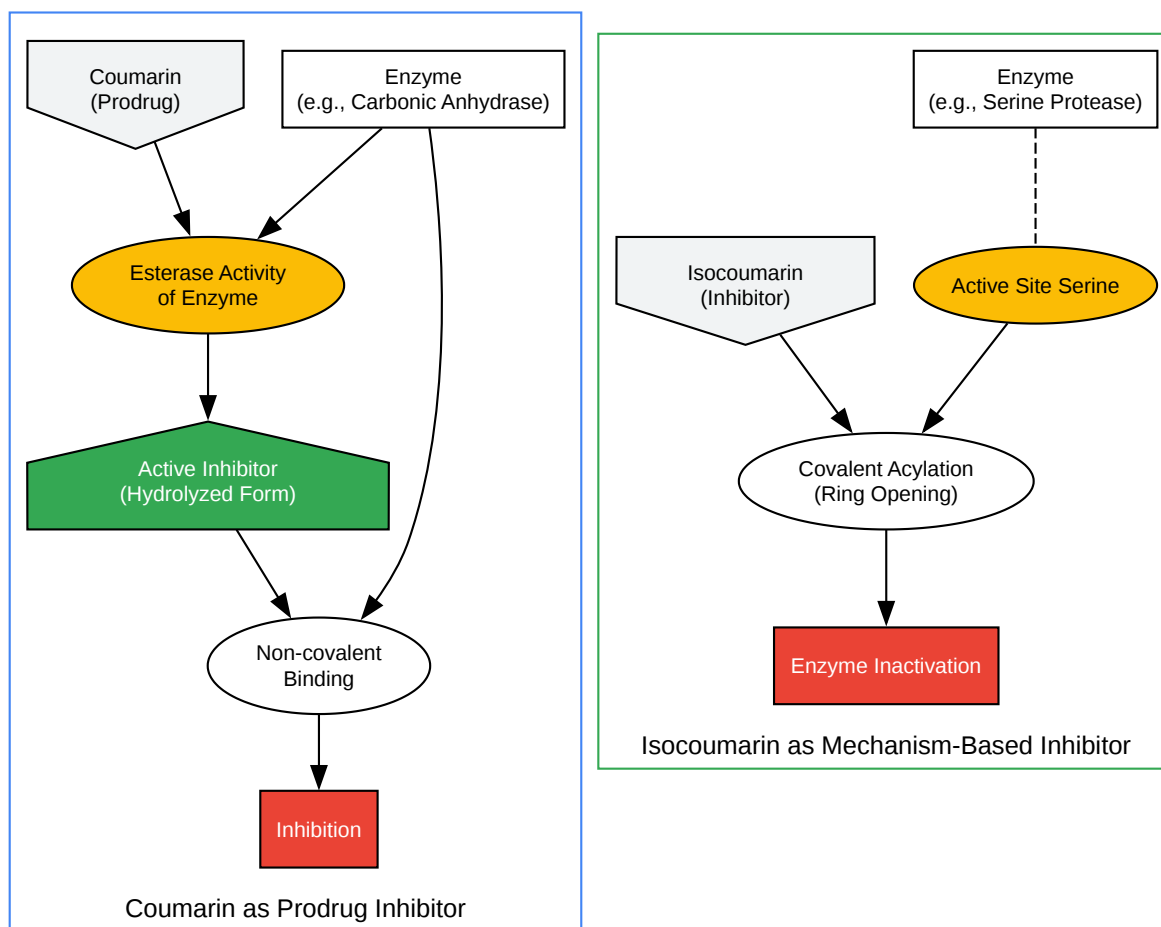 Coumarin
(Prodrug)
Enzyme
(e.g., Carbonic Anhydrase)
Esterase Activity
of Enzyme
Active Inhibitor
(Hydrolyzed Form)
Non-covalent
Binding
Inhibition
Coumarin as Prodrug Inhibitor
Enzyme
(e.g., Serine Protease)
Isocoumarin
(Inhibitor)
Active Site Serine
Covalent Acylation
(Ring Opening)
Enzyme Inactivation
Isocoumarin as Mechanism-Based Inhibitor